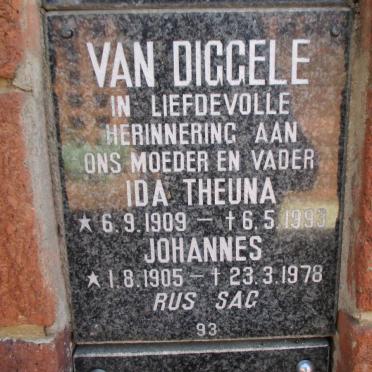 VAN DIGGELE
IN LIEFDEVOLLE
HERINNERING AAN
ONS MOEDER EN VADER
IDA THEUNA
★ 6.9.1909 – † 6.5.1993
JOHANNES
★ 1.8.1905 – † 23.3.1978
RUS SAG
93